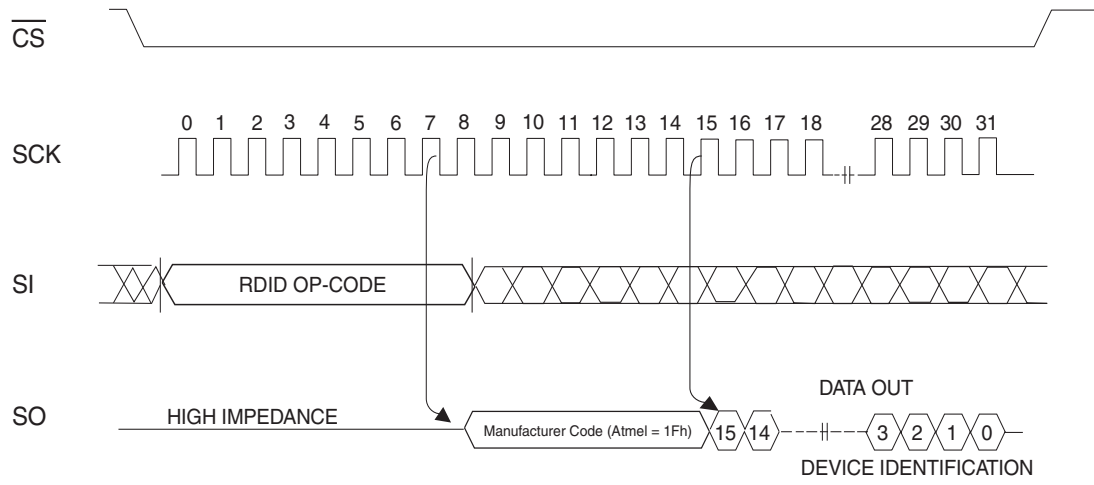 CS
0 1 2 3 4 5 6 7 8 9 10 11 12 13 14 15 16 17 18 28 29 30 31
SCK
SI
RDID OP-CODE
DATA OUT
SO
HIGH IMPEDANCE
Manufacturer Code (Atmel = 1Fh)
15 14 3 2 1 0
DEVICE IDENTIFICATION